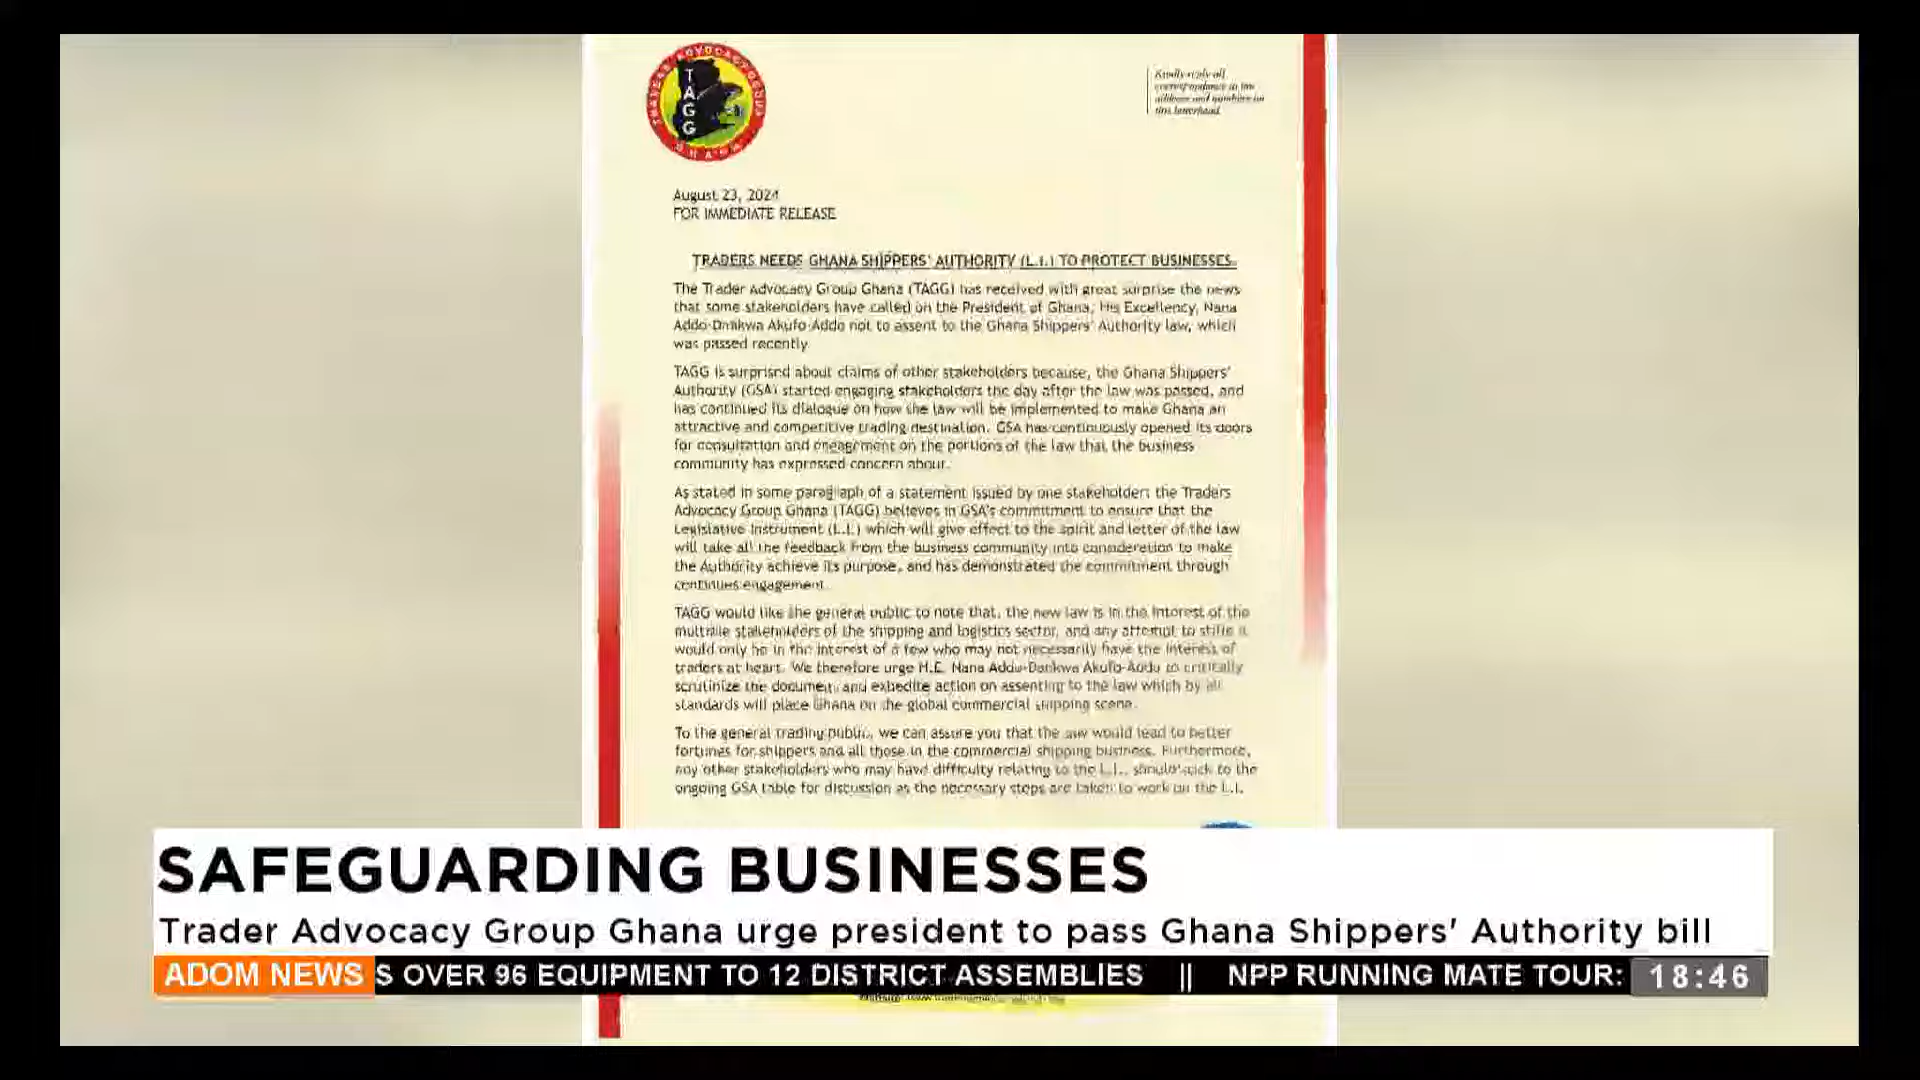 TRADERS ADVOCACY GROUP
TAGG
GHANA
Kindly reply all
correspondence to the
address and numbers on
this letterhead
August 23, 2024
FOR IMMEDIATE RELEASE
TRADERS NEEDS GHANA SHIPPERS' AUTHORITY (L.I.) TO PROTECT BUSINESSES.
The Trader Advocacy Group Ghana (TAGG) has received with great surprise the news
that some stakeholders have called on the President of Ghana, His Excellency, Nana
Addo-Dankwa Akufo-Addo not to assent to the Ghana Shippers' Authority law, which
was passed recently.
TAGG is surprised about claims of other stakeholders because, the Ghana Shippers'
Authority (GSA) started engaging stakeholders the day after the law was passed, and
has continued its dialogue on how the law will be implemented to make Ghana an
attractive and competitive trading destination. GSA has continuously opened its doors
for consultation and engagement on the portions of the law that the business
community has expressed concern about.
As stated in some paragraph of a statement issued by one stakeholder; the Traders
Advocacy Group Ghana (TAGG) believes in GSA's commitment to ensure that the
Legislative Instrument (L.I.) which will give effect to the spirit and letter of the law
will take all the feedback from the business community into consideration to make
the Authority achieve its purpose, and has demonstrated the commitment through
continues engagement.
TAGG would like the general public to note that, the new law is in the interest of the
multiple stakeholders of the shipping and logistics sector, and any attempt to stifle it
would only be in the interest of a few who may not necessarily have the interest of
traders at heart. We therefore urge H.E. Nana Addo-Dankwa Akufo-Addo to critically
scrutinize the document and expedite action on assenting to the law which by all
standards will place Ghana on the global commercial shipping scene.
To the general trading public, we can assure you that the law would lead to better
fortunes for shippers and all those in the commercial shipping business. Furthermore,
any other stakeholders who may have difficulty relating to the L.I., should stick to the
ongoing GSA table for discussion as the necessary steps are taken to work on the L.I.
SAFEGUARDING BUSINESSES
Trader Advocacy Group Ghana urge president to pass Ghana Shippers' Authority bill
ADOM NEWS S OVER 96 EQUIPMENT TO 12 DISTRICT ASSEMBLIES || NPP RUNNING MATE TOUR: 18:46